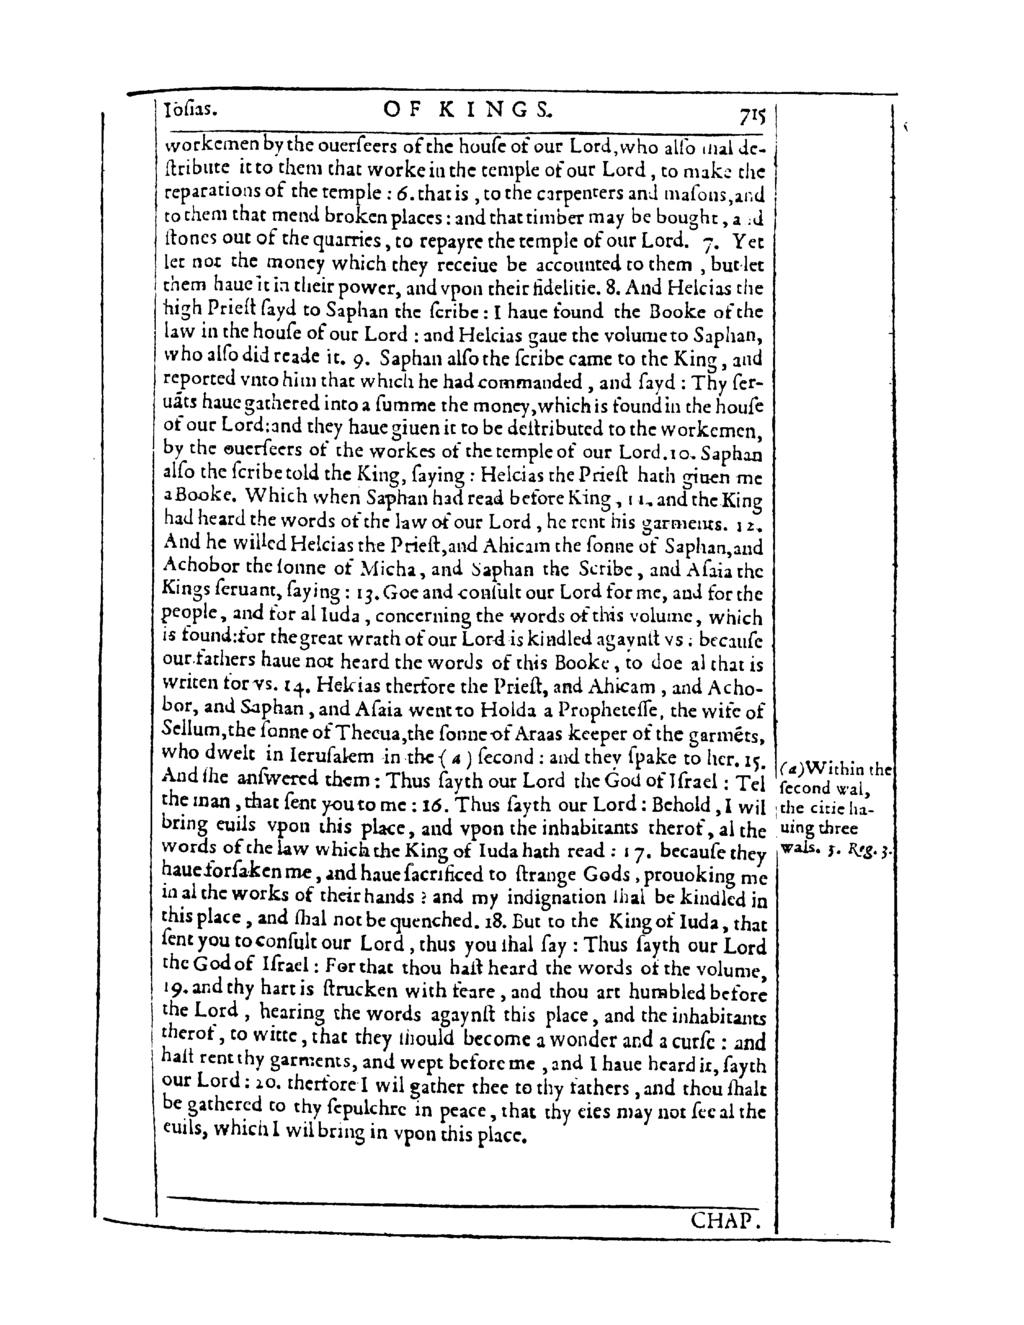 Iosias. OF KINGS. 715
workemen by the ouerſeers of the houſe of our Lord, who alſo ſhal de-
ſtribute it to them that worke in the temple of our Lord, to make the
reparations of the temple: 6. that is, to the carpenters and maſons, and
to them that mend broken places: and that timber may be bought, and
ſtones out of the quarries, to repayre the temple of our Lord. 7. Yet
let not the money which they receiue be accounted to them, but let
them haue it in their power, and vpon their fidelitie. 8. And Helcias the
high Prieſt ſayd to Saphan the ſcribe: I haue found the Booke of the
law in the houſe of our Lord: and Helcias gaue the volume to Saphan,
who alſo did reade it. 9. Saphan alſo the ſcribe came to the King, and
reported vnto him that which he had commanded, and ſayd: Thy ſer-
uãts haue gathered into a ſumme the money, which is found in the houſe
of our Lord: and they haue giuen it to be deſtributed to the workemen,
by the ouerſeers of the workes of the temple of our Lord. 10. Saphan
alſo the ſcribe told the King, ſaying: Helcias the Prieſt hath giuen me
a Booke. Which when Saphan had read before King, 11. and the King
had heard the words of the law of our Lord, he rent his garments. 12.
And he willed Helcias the Prieſt, and Ahicam the ſonne of Saphan, and
Achobor the ſonne of Micha, and Saphan the Scribe, and Aſaia the
Kings ſeruant, ſaying: 13. Goe and conſult our Lord for me, and for the
people, and for al Iuda, concerning the words of this volume, which
is found: for the great wrath of our Lord is kindled agaynſt vs: becauſe
our fathers haue not heard the words of this Booke, to doe al that is
writen for vs. 14. Helcias therfore the Prieſt, and Ahicam, and Acho-
bor, and Saphan, and Aſaia went to Holda a Propheteſſe, the wife of
Sellum, the ſonne of Thecua, the ſonne of Araas keeper of the garmẽts,
who dwelt in Ieruſalem in the (a) ſecond: and they ſpake to her. 15.
And ſhe anſwered them: Thus ſayth our Lord the God of Iſrael: Tel
the man, that ſent you to me: 16. Thus ſayth our Lord: Behold, I wil
bring euils vpon this place, and vpon the inhabitants therof, al the
words of the law which the King of Iuda hath read: 17. becauſe they
haue forſaken me, and haue ſacrificed to ſtrange Gods, prouoking me
in al the works of their hands: and my indignation ſhal be kindled in
this place, and ſhal not be quenched. 18. But to the King of Iuda, that
ſent you to conſult our Lord, thus you ſhal ſay: Thus ſayth our Lord
the God of Iſrael: For that thou haſt heard the words of the volume,
19. and thy hart is ſtrucken with feare, and thou art humbled before
the Lord, hearing the words agaynſt this place, and the inhabitants
therof, to witte, that they ſhould become a wonder and a curſe: and
haſt rent thy garments, and wept before me, and I haue heard it, ſayth
our Lord: 20. therfore I wil gather thee to thy fathers, and thou ſhalt
be gathered to thy ſepulchre in peace, that thy eies may not ſee al the
euils, which I wil bring in vpon this place.
(a) Within the
ſecond wal,
the citie ha-
uing three
wals. 3. Reg. 3.
CHAP.